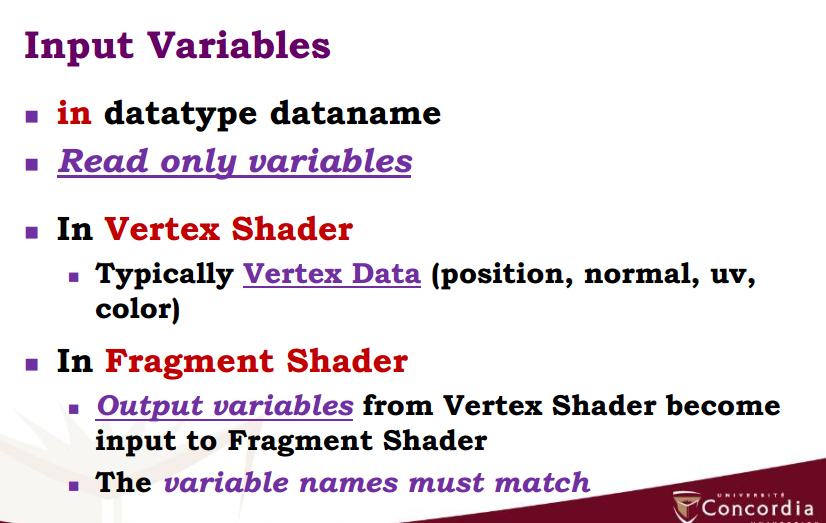 Input Variables
in datatype dataname
Read only variables
In Vertex Shader
Typically Vertex Data (position, normal, uv,
color)
In Fragment Shader
Output variables from Vertex Shader become
input to Fragment Shader
The variable names must match
UNIVERSITÉ
Concordia
UNIVERSITY